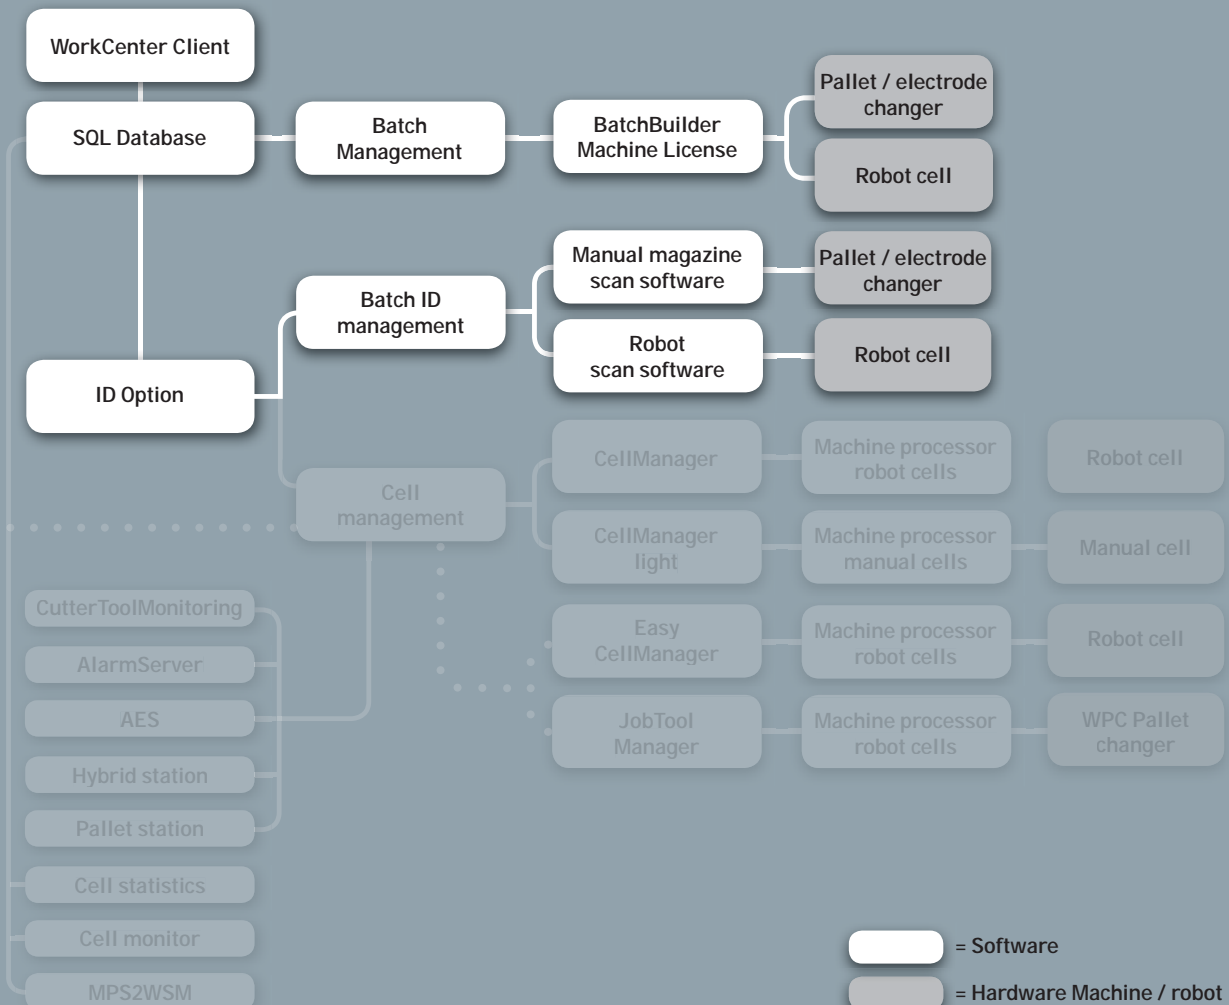 WorkCenter Client
SQL Database
Batch
Management
BatchBuilder
Machine License
Pallet / electrode
changer
Robot cell
Manual magazine
scan software
Pallet / electrode
changer
Batch ID
management
Robot
scan software
Robot cell
ID Option
Cell
management
CellManager
Machine processor
robot cells
Robot cell
CellManager
light
Machine processor
manual cells
Manual cell
CutterToolMonitoring
Easy
CellManager
Machine processor
robot cells
Robot cell
AlarmServer
AES
JobTool
Manager
Machine processor
robot cells
WPC Pallet
changer
Hybrid station
Pallet station
Cell statistics
Cell monitor
MPS2WSM
= Software
= Hardware Machine / robot